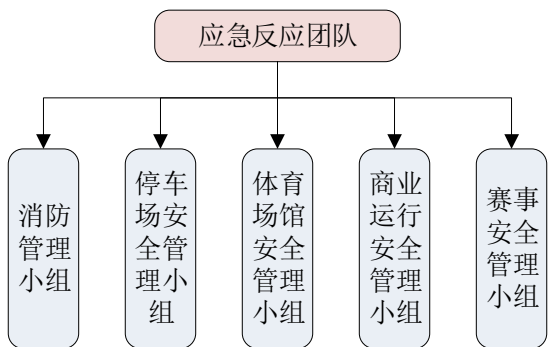 应急反应团队
消防
管理
小组
停车
场安
全管
理小
组
体育
场馆
安全
管理
小组
商业
运行
安全
管理
小组
赛事
安全
管理
小组